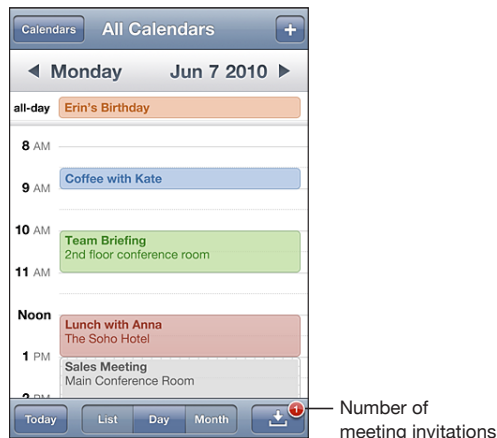 Calendars All Calendars +
Monday Jun 7 2010
all-day Erin's Birthday
8 AM
Coffee with Kate
9 AM
10 AM
Team Briefing
2nd floor conference room
11 AM
Noon
Lunch with Anna
The Soho Hotel
1 PM
Sales Meeting
Main Conference Room
2 PM
Today List Day Month 1
Number of
meeting invitations